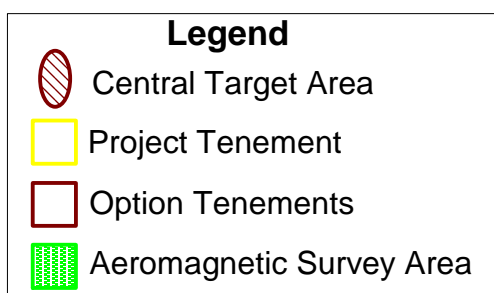 Legend
Central Target Area
Project Tenement
Option Tenements
Aeromagnetic Survey Area